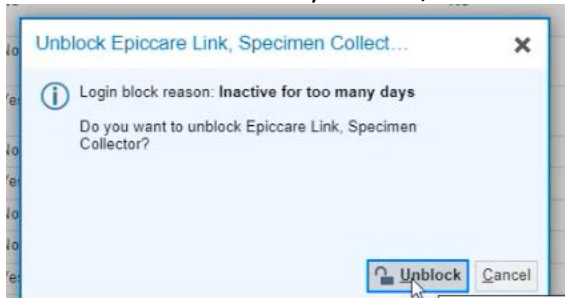 Unblock Epiccare Link, Specimen Collect...
Login block reason: Inactive for too many days
Do you want to unblock Epiccare Link, Specimen
Collector?
Unblock Cancel